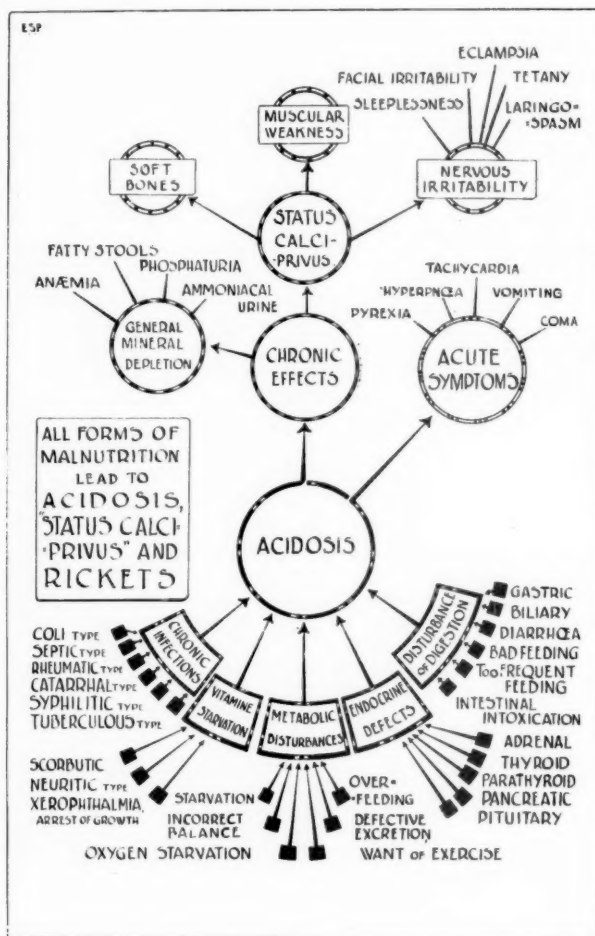 ESP
ECLAMPSIA
FACIAL IRRITABILITY
TETANY
SLEEPLESSNESS
LARINGO=
=SPASM
MUSCULAR
WEAKNESS
SOFT
BONES
NERVOUS
IRRITABILITY
STATUS
CALCI-
PRIVUS
FATTY STOOLS
PHOSPHATURIA
ANÆMIA
AMMONIACAL
URINE
GENERAL
MINERAL
DEPLETION
CHRONIC
EFFECTS
TACHYCARDIA
HYPERPNŒA
VOMITING
PYREXIA
COMA
ACUTE
SYMPTOMS
ALL FORMS OF
MALNUTRITION
LEAD TO
ACIDOSIS,
"STATUS CALCI-
-PRIVUS" AND
RICKETS
ACIDOSIS
CHRONIC
INFECTIONS
VITAMINE
STARVATION
METABOLIC
DISTURBANCES
ENDOCRINE
DEFECTS
DISTURBANCE
OF DIGESTION
COLI TYPE
SEPTIC TYPE
RHEUMATIC TYPE
CATARRHAL TYPE
SYPHILITIC TYPE
TUBERCULOUS TYPE
SCORBUTIC
NEURITIC TYPE
XEROPHTHALMIA,
ARREST OF GROWTH
STARVATION
INCORRECT
BALANCE
OXYGEN STARVATION
OVER=
=FEEDING
DEFECTIVE
EXCRETION,
WANT OF EXERCISE
GASTRIC
BILIARY
DIARRHŒA
BAD FEEDING
TOO FREQUENT
FEEDING
INTESTINAL
INTOXICATION
ADRENAL
THYROID
PARATHYROID
PANCREATIC
PITUITARY